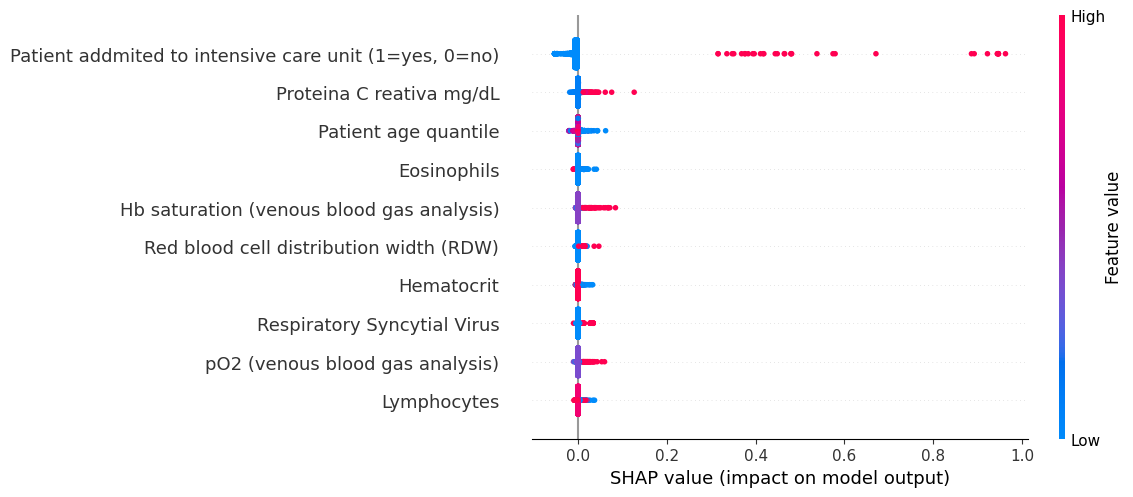 High
Patient addmited to intensive care unit (1=yes, 0=no)
Proteina C reativa mg/dL
Patient age quantile
Eosinophils
Hb saturation (venous blood gas analysis)
Red blood cell distribution width (RDW)
Hematocrit
Respiratory Syncytial Virus
pO2 (venous blood gas analysis)
Lymphocytes
Feature value
Low
0.0 0.2 0.4 0.6 0.8 1.0
SHAP value (impact on model output)